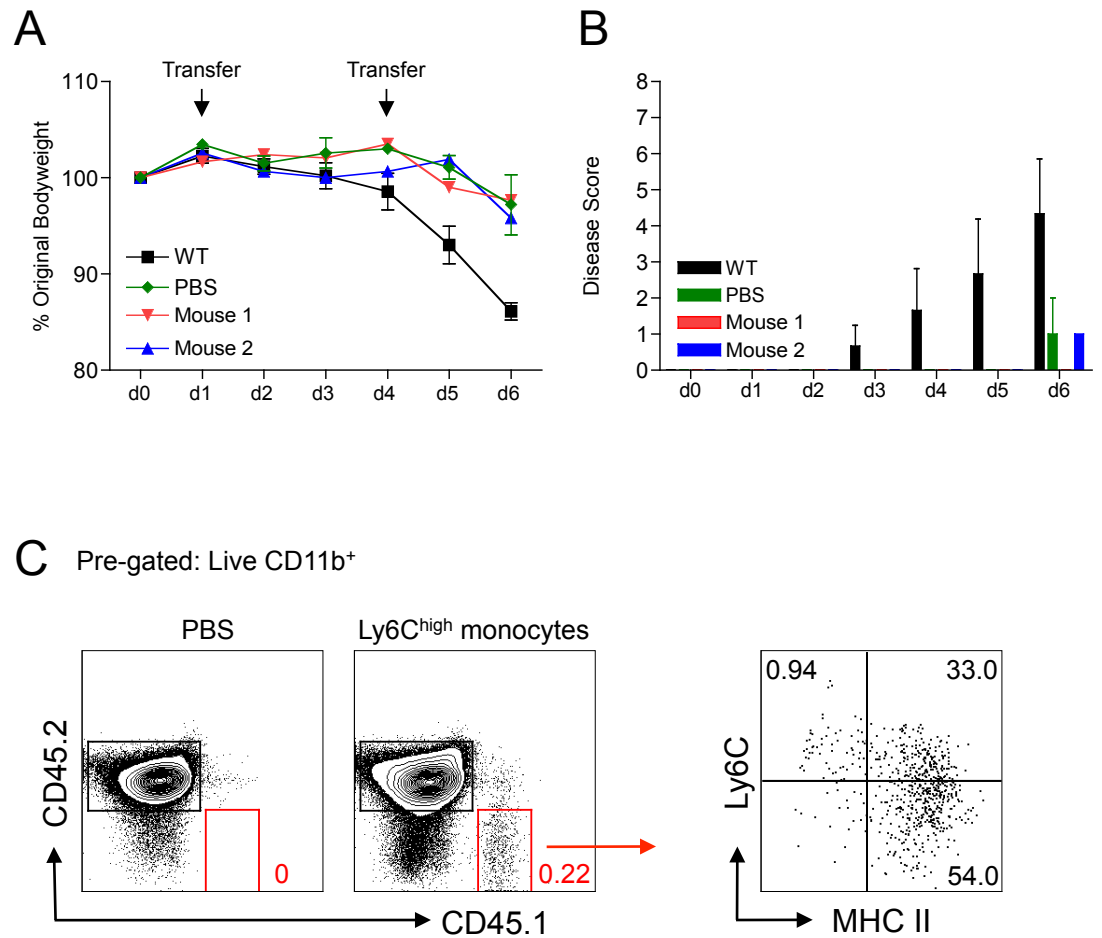 A
Transfer Transfer
% Original Bodyweight
110
100
90
80
WT
PBS
Mouse 1
Mouse 2
d0 d1 d2 d3 d4 d5 d6
B
Disease Score
8
7
6
5
4
3
2
1
0
WT
PBS
Mouse 1
Mouse 2
d0 d1 d2 d3 d4 d5 d6
C Pre-gated: Live CD11b⁺
PBS
Ly6Chigh monocytes
CD45.2
0
0.22
CD45.1
0.94 33.0
Ly6C
54.0
MHC II